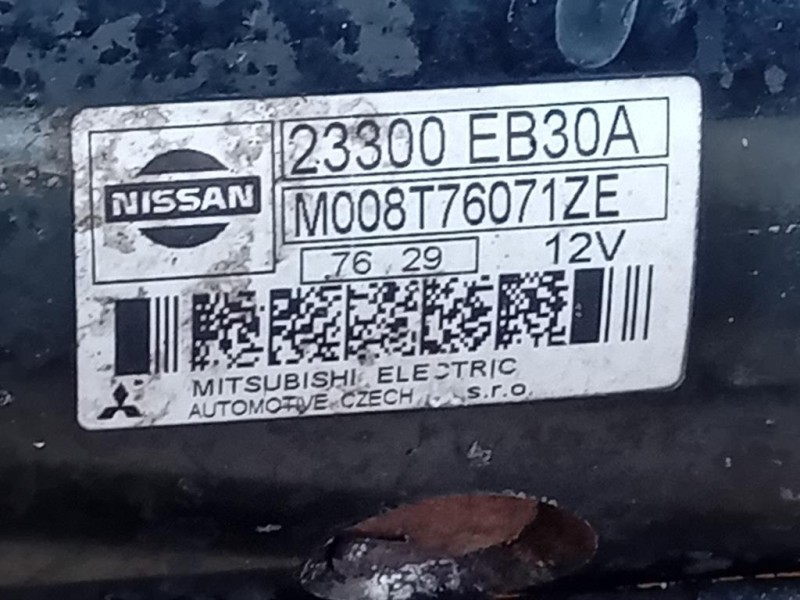 23300 EB30A
NISSAN
M008T76071ZE
76 29
12V
MITSUBISHI ELECTRIC
AUTOMOTIVE CZECH s.r.o.